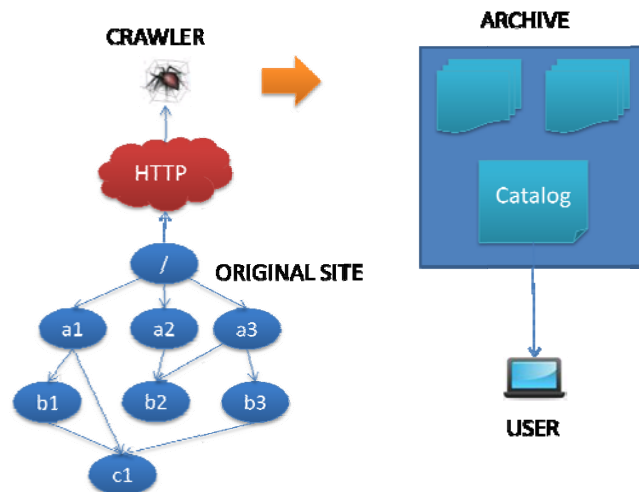 CRAWLER
HTTP
/
ORIGINAL SITE
a1
a2
a3
b1
b2
b3
c1
ARCHIVE
Catalog
USER